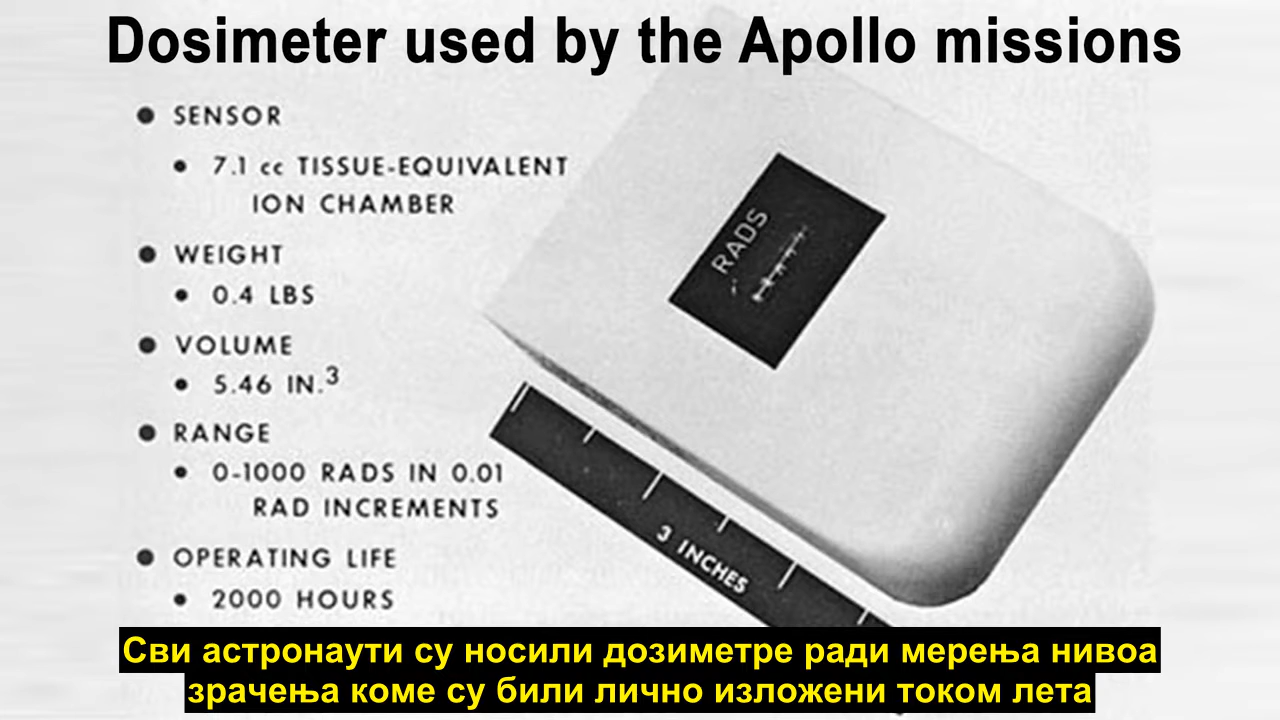 Dosimeter used by the Apollo missions
• SENSOR
• 7.1 cc TISSUE-EQUIVALENT
ION CHAMBER
• WEIGHT
• 0.4 LBS
• VOLUME
• 5.46 IN.3
• RANGE
• 0-1000 RADS IN 0.01
RAD INCREMENTS
• OPERATING LIFE
• 2000 HOURS
RADS
3 INCHES
Сви астронаути су носили дозиметре ради мерења нивоа
зрачења коме су били лично изложени током лета